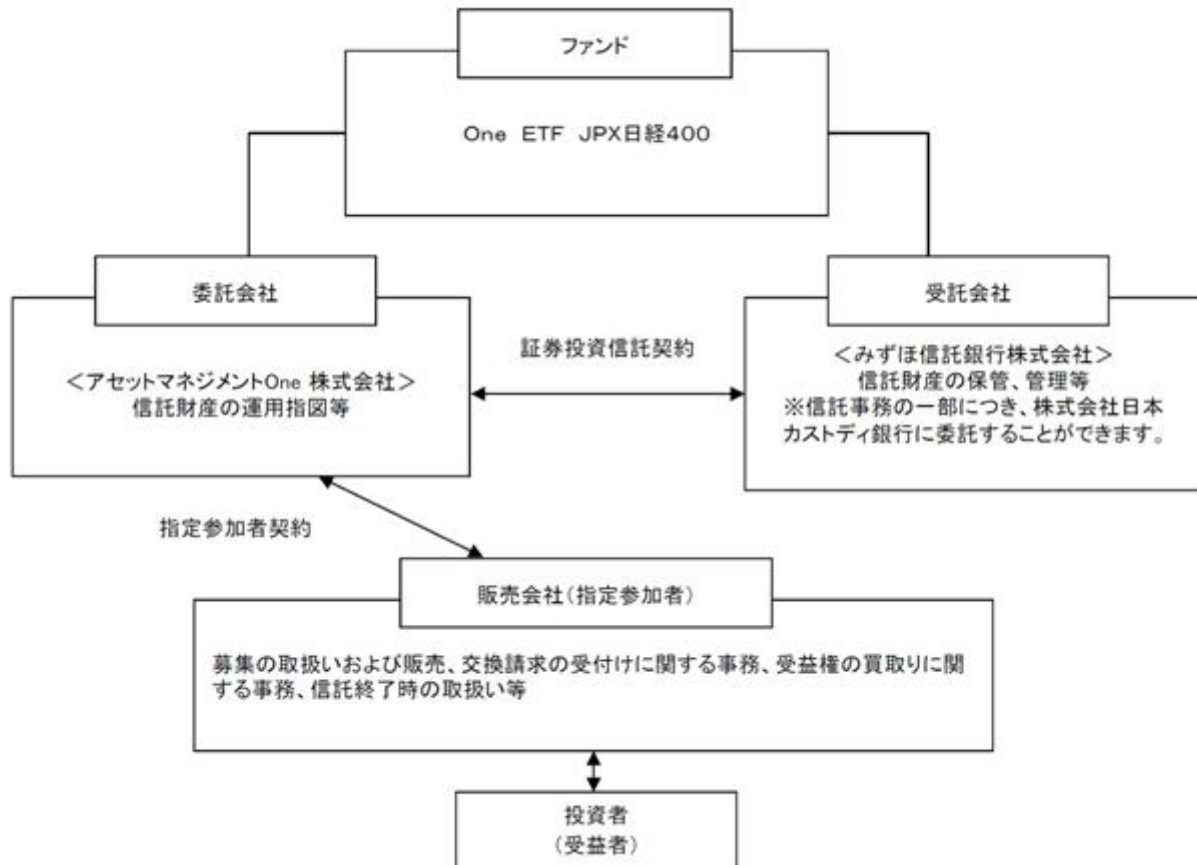 ファンド
One ETF JPX日経400
委託会社
＜アセットマネジメントOne 株式会社＞
信託財産の運用指図等
証券投資信託契約
受託会社
＜みずほ信託銀行株式会社＞
信託財産の保管、管理等
※信託事務の一部につき、株式会社日本
カストディ銀行に委託することができます。
指定参加者契約
販売会社（指定参加者）
募集の取扱いおよび販売、交換請求の受付けに関する事務、受益権の買取りに関
する事務、信託終了時の取扱い等
投資者
（受益者）